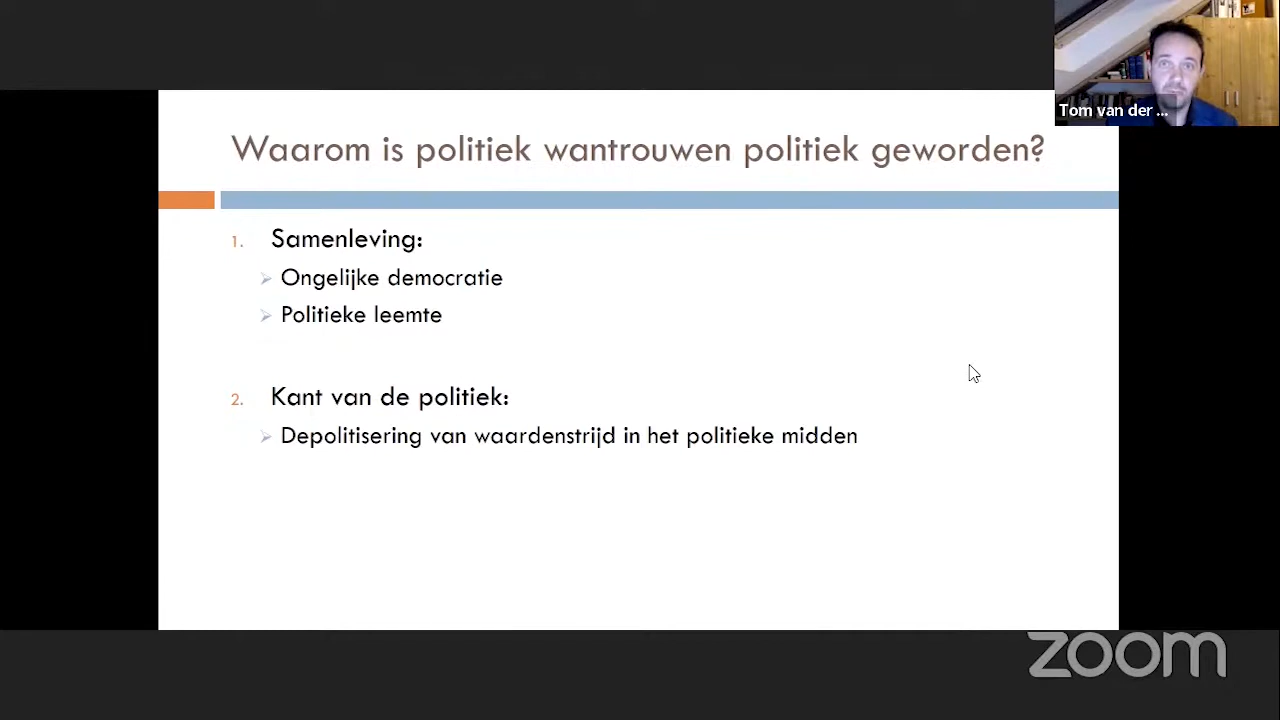 Tom van der ...
Waarom is politiek wantrouwen politiek geworden?
1. Samenleving:
Ongelijke democratie
Politieke leemte
2. Kant van de politiek:
Depolitisering van waardenstrijd in het politieke midden
zoom